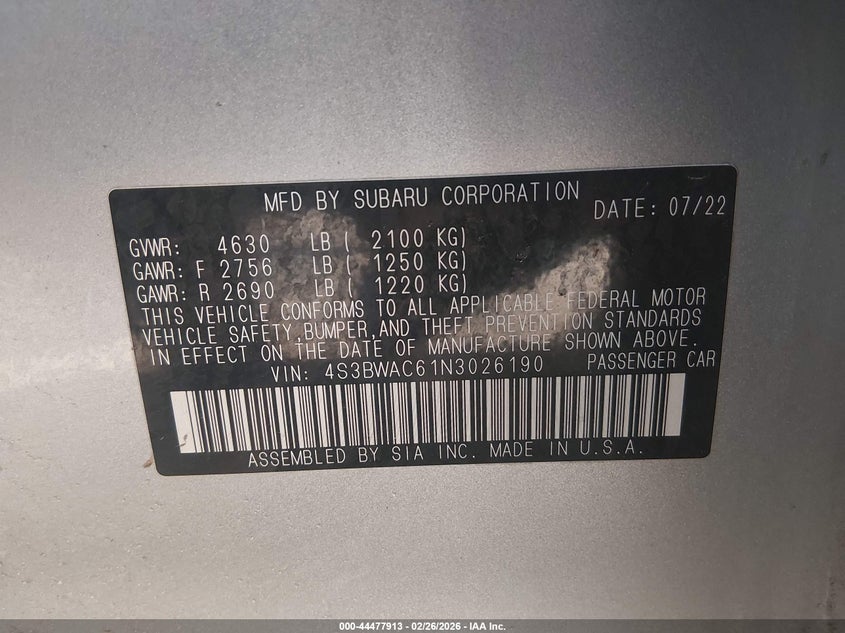 MFD BY SUBARU CORPORATION DATE: 07/22
GVWR: 4630 LB ( 2100 KG)
GAWR: F 2756 LB ( 1250 KG)
GAWR: R 2690 LB ( 1220 KG)
THIS VEHICLE CONFORMS TO ALL APPLICABLE FEDERAL MOTOR
VEHICLE SAFETY,BUMPER,AND THEFT PREVENTION STANDARDS
IN EFFECT ON THE DATE OF MANUFACTURE SHOWN ABOVE.
VIN: 4S3BWAC61N3026190 PASSENGER CAR
ASSEMBLED BY SIA INC. MADE IN U.S.A.
000-44477913 - 02/26/2026 - IAA Inc.